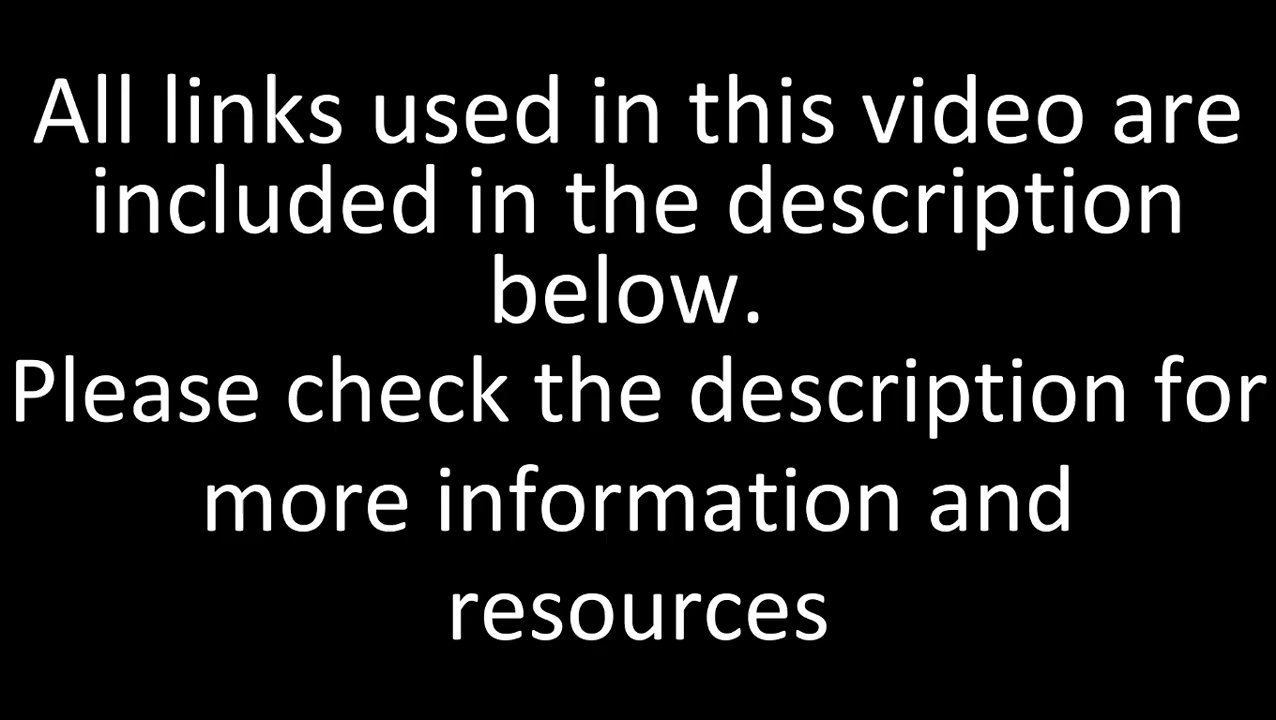 All links used in this video are
included in the description
below.
Please check the description for
more information and
resources